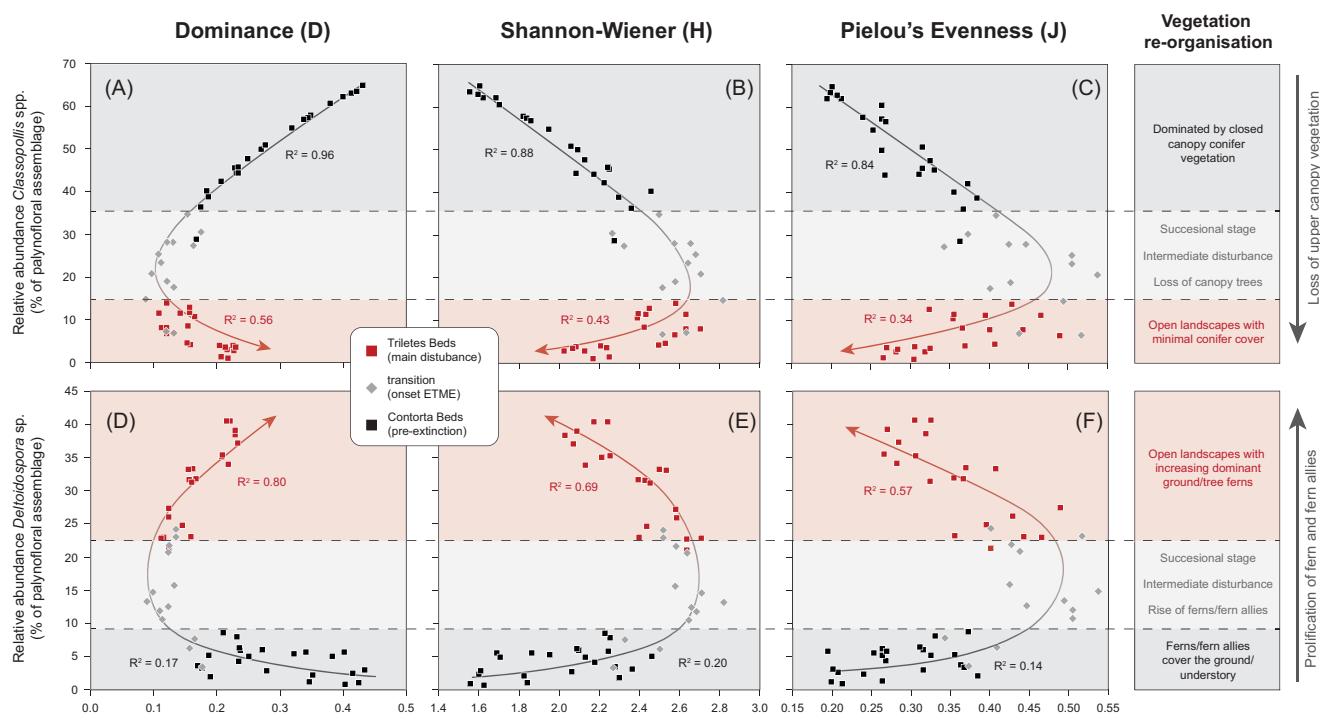 Dominance (D)
Shannon-Wiener (H)
Pielou's Evenness (J)
Vegetation
re-organisation
Relative abundance Classopollis spp.
(% of palynofloral assemblage)
70
60
50
40
30
20
10
0
(A)
R² = 0.96
R² = 0.56
(B)
R² = 0.88
R² = 0.43
(C)
R² = 0.84
R² = 0.34
Dominated by closed
canopy conifer
vegetation
Succesional stage
Intermediate disturbance
Loss of canopy trees
Open landscapes with
minimal conifer cover
Loss of upper canopy vegetation
Triletes Beds
(main distubance)
transition
(onset ETME)
Contorta Beds
(pre-extinction)
Relative abundance Deltoidospora sp.
(% of palynofloral assemblage)
45
40
35
30
25
20
15
10
5
0
(D)
R² = 0.80
R² = 0.17
(E)
R² = 0.69
R² = 0.20
(F)
R² = 0.57
R² = 0.14
Open landscapes with
increasing dominant
ground/tree ferns
Succesional stage
Intermediate disturbance
Rise of ferns/fern allies
Ferns/fern allies
cover the ground/
understory
Prolification of fern and fern allies
0.0 0.1 0.2 0.3 0.4 0.5
1.4 1.6 1.8 2.0 2.2 2.4 2.6 2.8 3.0
0.15 0.20 0.25 0.30 0.35 0.40 0.45 0.50 0.55